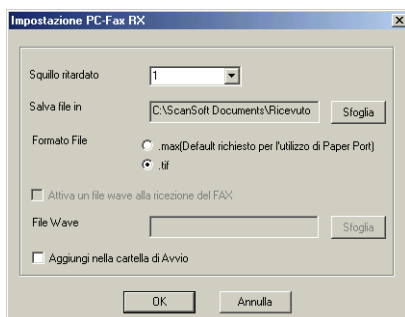 Impostazione PC-Fax RX
Squillo ritardato 1
Salva file in C:\ScanSoft Documents\Ricevuto Sfoglia
Formato File .max(Default richiesto per l'utilizzo di Paper Port)
.tif
Attiva un file wave alla ricezione del FAX
File Wave Sfoglia
Aggiungi nella cartella di Avvio
OK Annulla